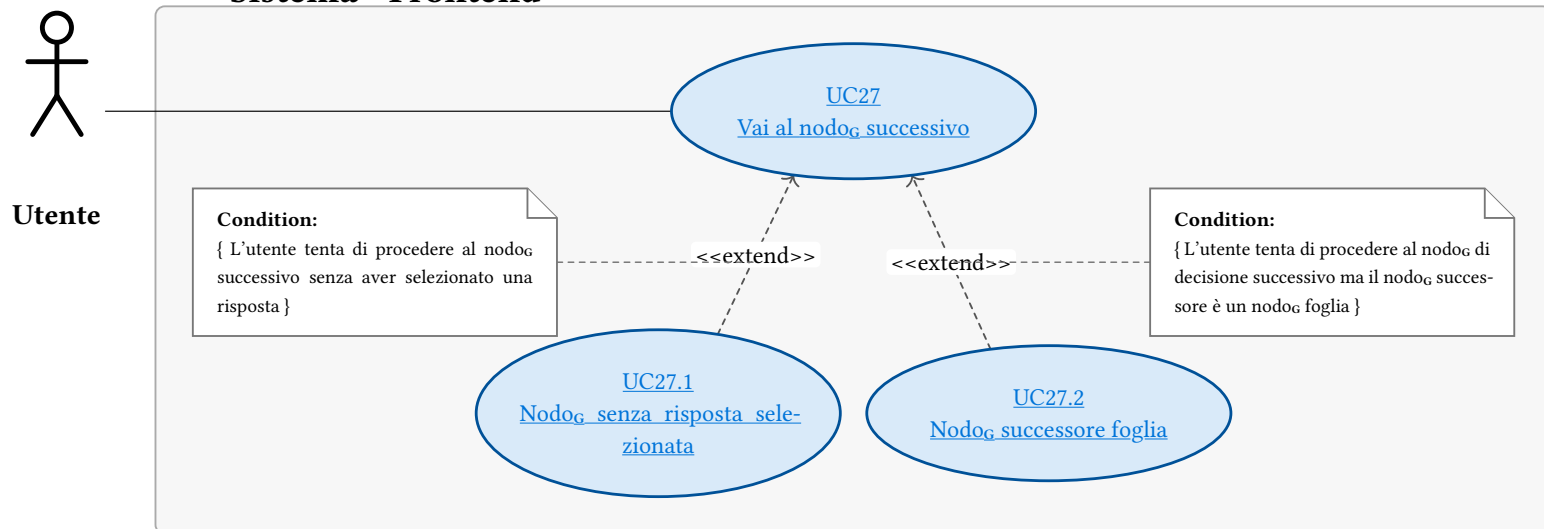 Sistema - Frontend
UC27
Vai al nodoG successivo
Utente
Condition:
{ L'utente tenta di procedere al nodoG
successivo senza aver selezionato una
risposta }
Condition:
{ L'utente tenta di procedere al nodoG di
decisione successivo ma il nodoG succes-
sore è un nodoG foglia }
<<extend>>
<<extend>>
UC27.1
NodoG senza risposta sele-
zionata
UC27.2
NodoG successore foglia